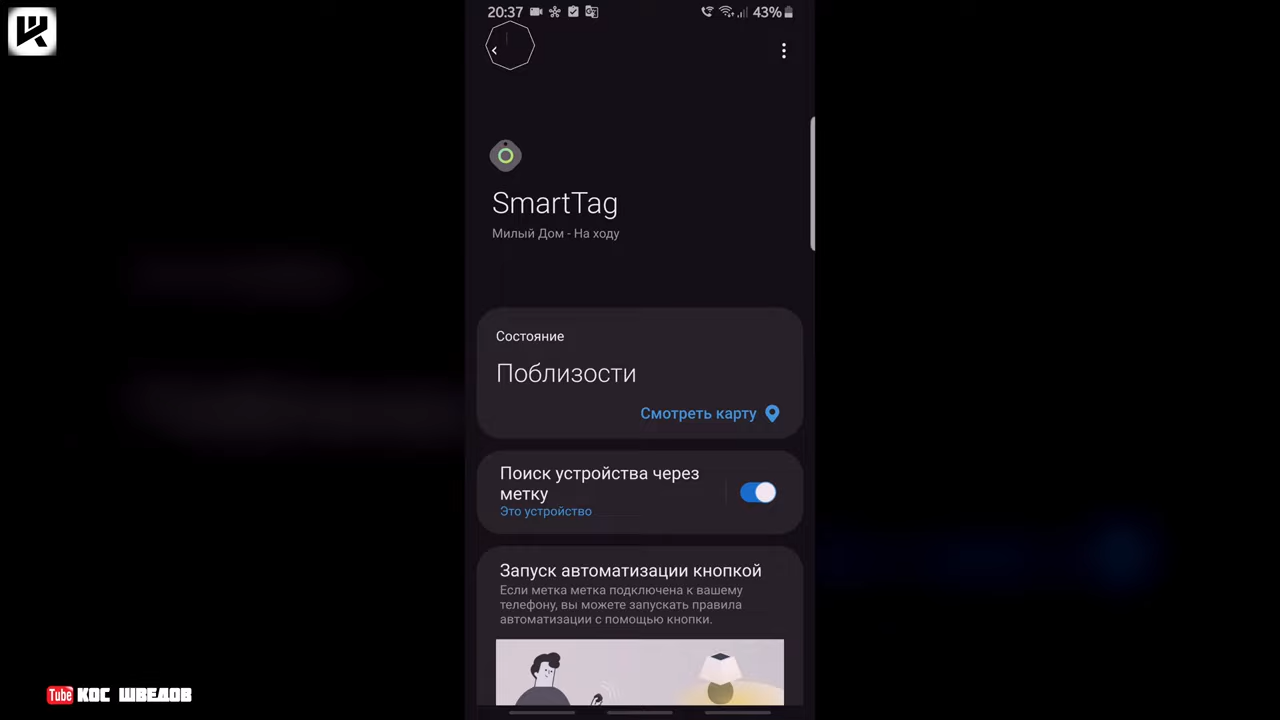 20:37
43%
SmartTag
Милый Дом - На ходу
Состояние
Поблизости
Смотреть карту
Поиск устройства через
метку
Это устройство
Запуск автоматизации кнопкой
Если метка метка подключена к вашему
телефону, вы можете запускать правила
автоматизации с помощью кнопки.
Tube КОС ШВЕДОВ